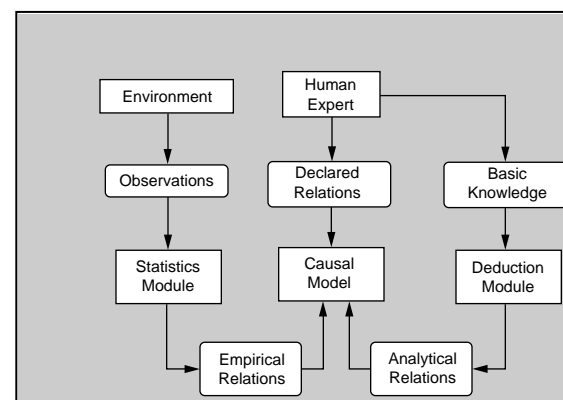 Environment
Human
Expert
Observations
Declared
Relations
Basic
Knowledge
Statistics
Module
Causal
Model
Deduction
Module
Empirical
Relations
Analytical
Relations